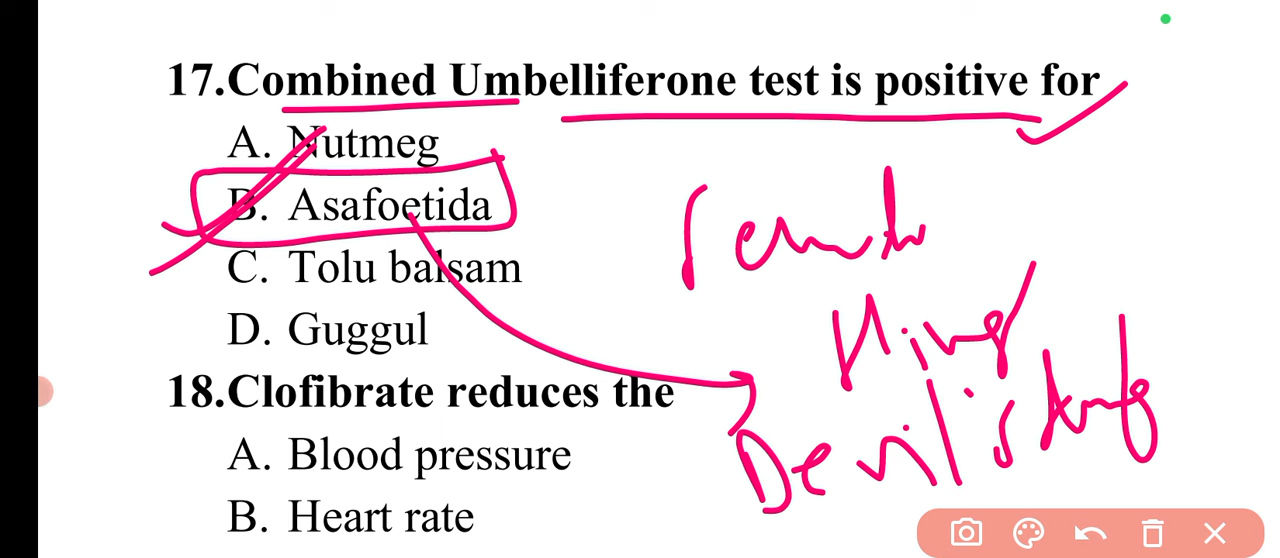 17.Combined Umbelliferone test is positive for
A. Nutmeg
B. Asafoetida
C. Tolu balsam
D. Guggul
Hing
Devil's dung
18.Clofibrate reduces the
A. Blood pressure
B. Heart rate